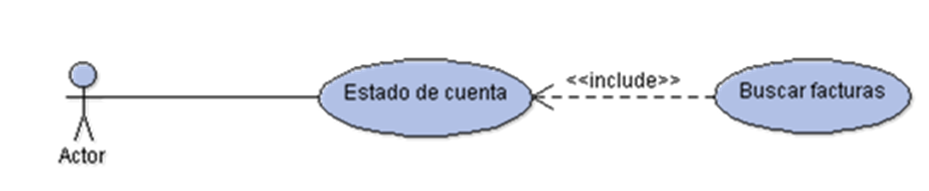 <<include>>
Estado de cuenta
Buscar facturas
Actor